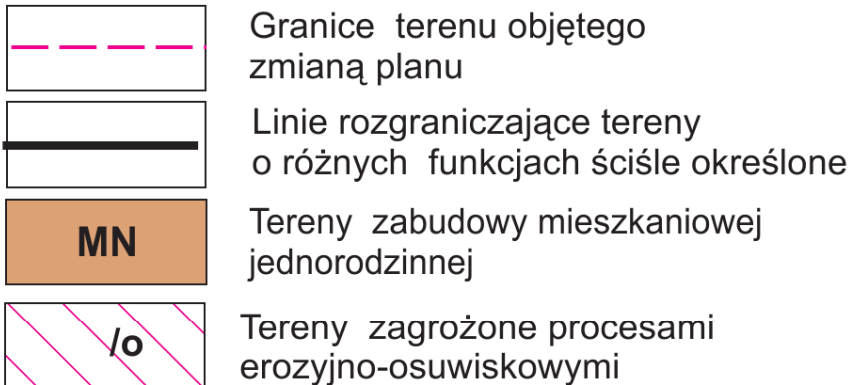 Granice terenu objętego
zmianą planu
Linie rozgraniczające tereny
o różnych funkcjach ściśle określone
MN
Tereny zabudowy mieszkaniowej
jednorodzinnej
/o
Tereny zagrożone procesami
erozyjno-osuwiskowymi